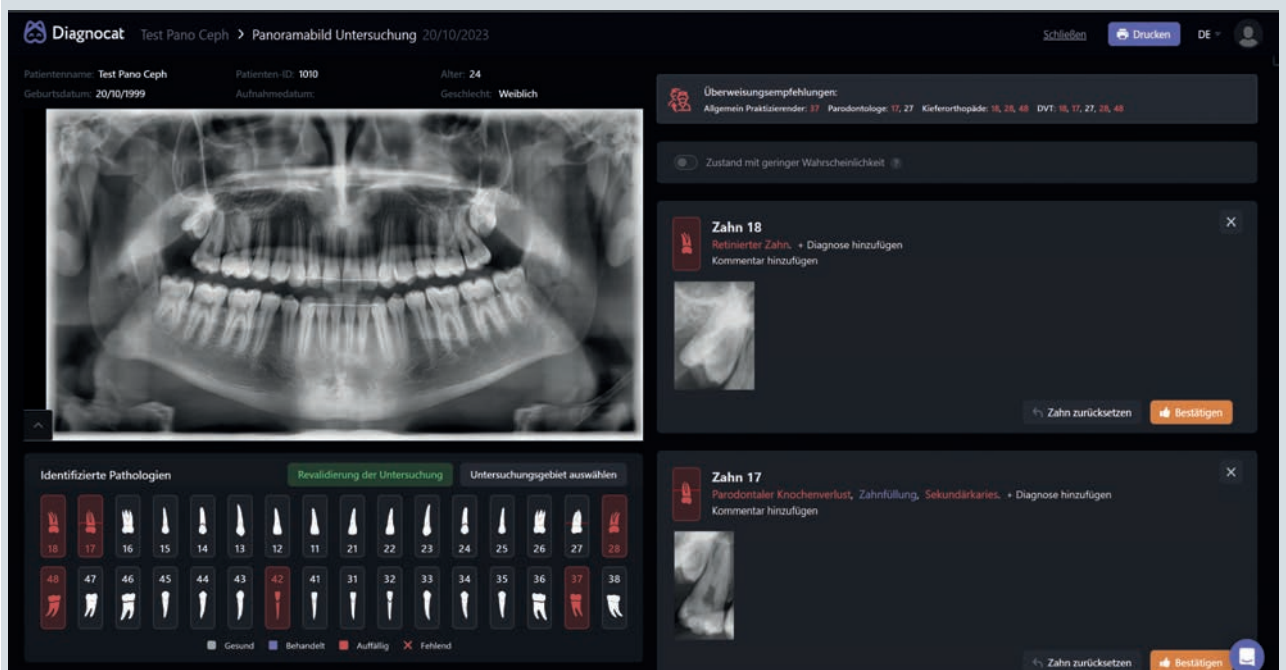 Diagnocat Test Pano Ceph > Panoramabild Untersuchung 20/10/2023
Schließen Drucken DE
Patientenname: Test Pano Ceph Patienten-ID: 1010 Alter: 24
Geburtsdatum: 20/10/1999 Aufnahmedatum: Geschlecht: Weiblich
Überweisungsempfehlungen:
Allgemein Praktizierender: 37 Parodontologe: 17, 27 Kieferorthopäde: 18, 28, 48 DVT: 18, 17, 27, 28, 48
Zustand mit geringer Wahrscheinlichkeit ?
Zahn 18
Retinierter Zahn. + Diagnose hinzufügen
Kommentar hinzufügen
Zahn zurücksetzen Bestätigen
Identifizierte Pathologien Revalidierung der Untersuchung Untersuchungsgebiet auswählen
18 17 16 15 14 13 12 11 21 22 23 24 25 26 27 28
48 47 46 45 44 43 42 41 31 32 33 34 35 36 37 38
Gesund Behandelt Auffällig Fehlend
Zahn 17
Parodontaler Knochenverlust, Zahnfüllung, Sekundärkaries. + Diagnose hinzufügen
Kommentar hinzufügen
Zahn zurücksetzen Bestätigen